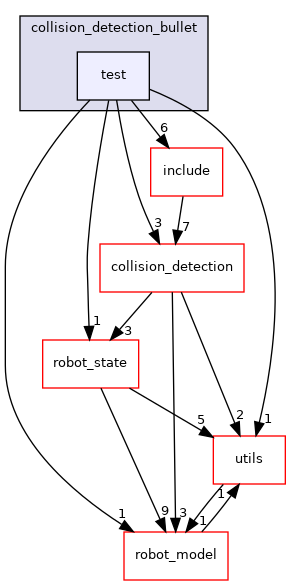 collision_detection_bullet
test
6
include
3
7
collision_detection
1
3
robot_state
5
2
1
utils
1
9
3
1
1
robot_model